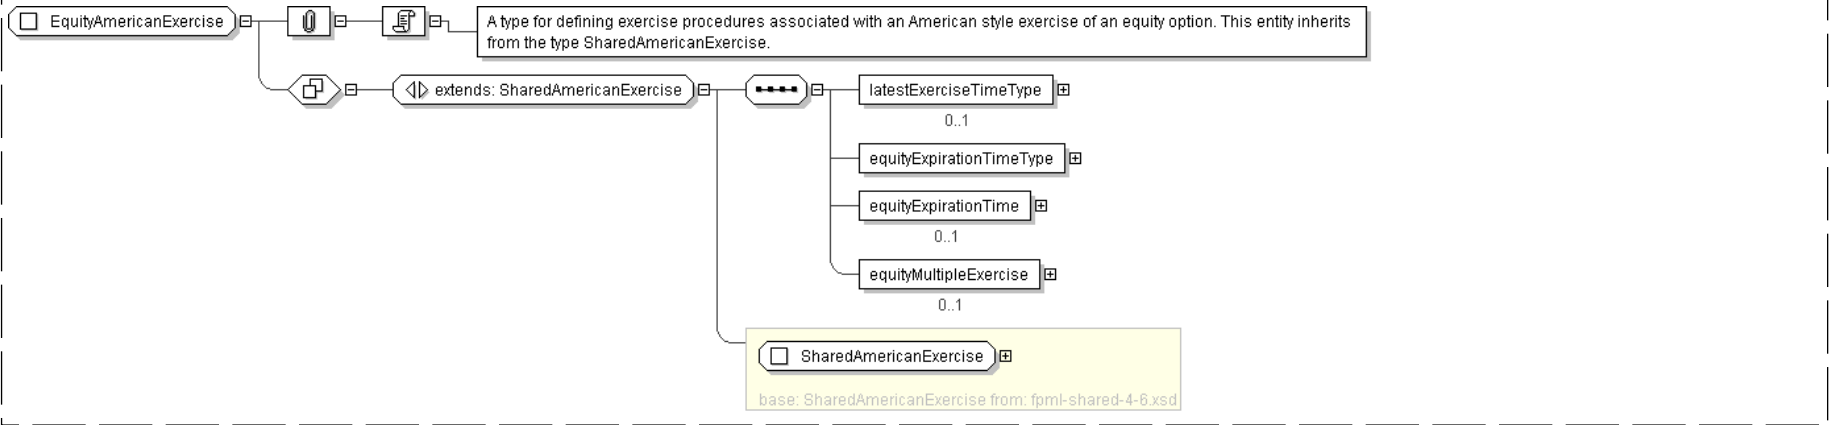 EquityAmericanExercise
A type for defining exercise procedures associated with an American style exercise of an equity option. This entity inherits
from the type SharedAmericanExercise.
extends: SharedAmericanExercise
latestExerciseTimeType
0..1
equityExpirationTimeType
equityExpirationTime
0..1
equityMultipleExercise
0..1
SharedAmericanExercise
base: SharedAmericanExercise from: fpml-shared-4-6.xsd